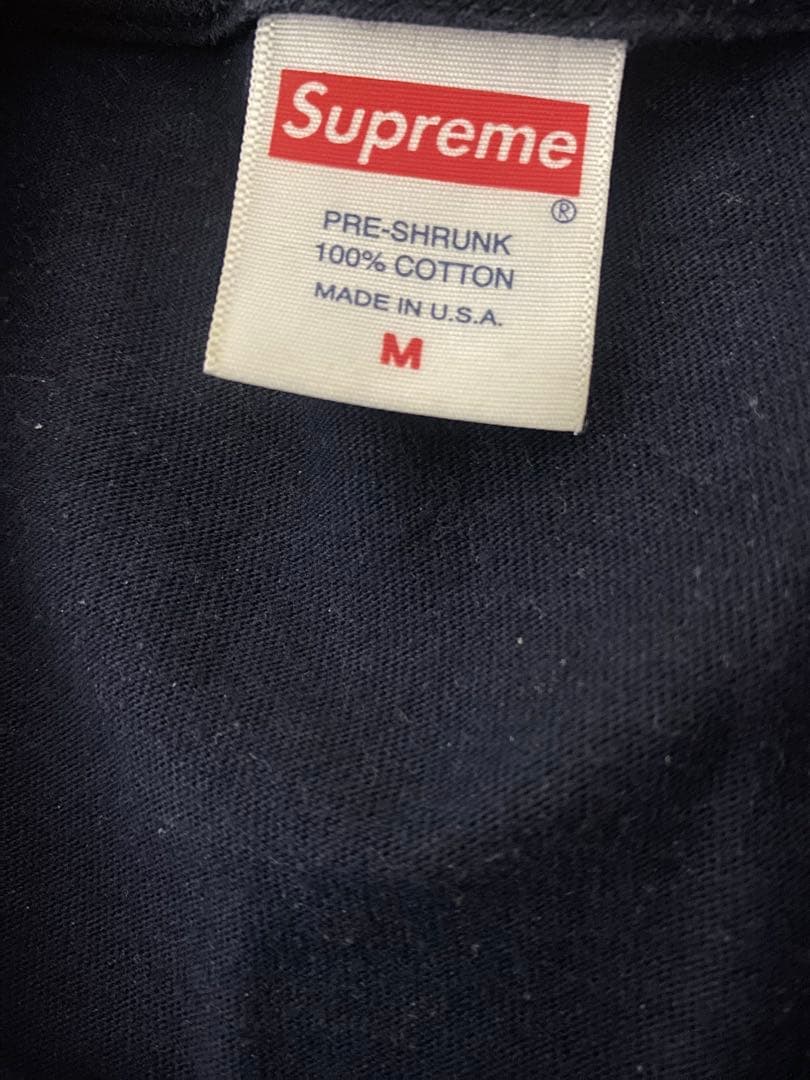 Supreme
®
PRE-SHRUNK
100% COTTON
MADE IN U.S.A.
M